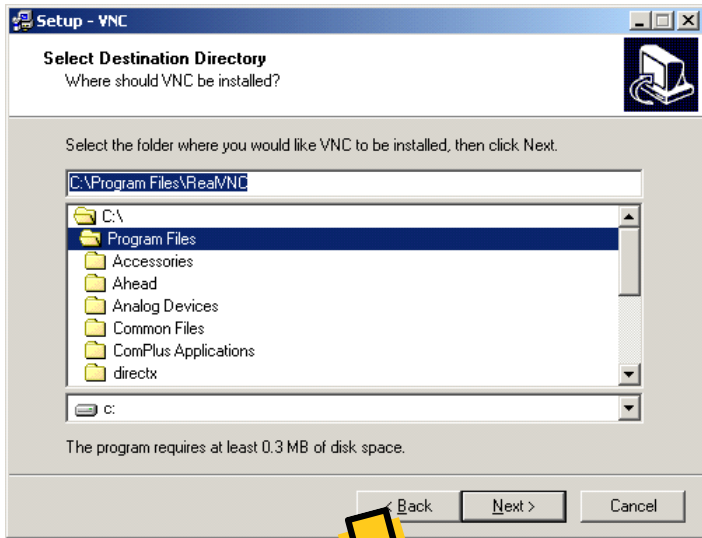 Setup - VNC
Select Destination Directory
Where should VNC be installed?
Select the folder where you would like VNC to be installed, then click Next.
C:\Program Files\RealVNC
C:\
Program Files
Accessories
Ahead
Analog Devices
Common Files
ComPlus Applications
directx
c:
The program requires at least 0.3 MB of disk space.
< Back Next > Cancel